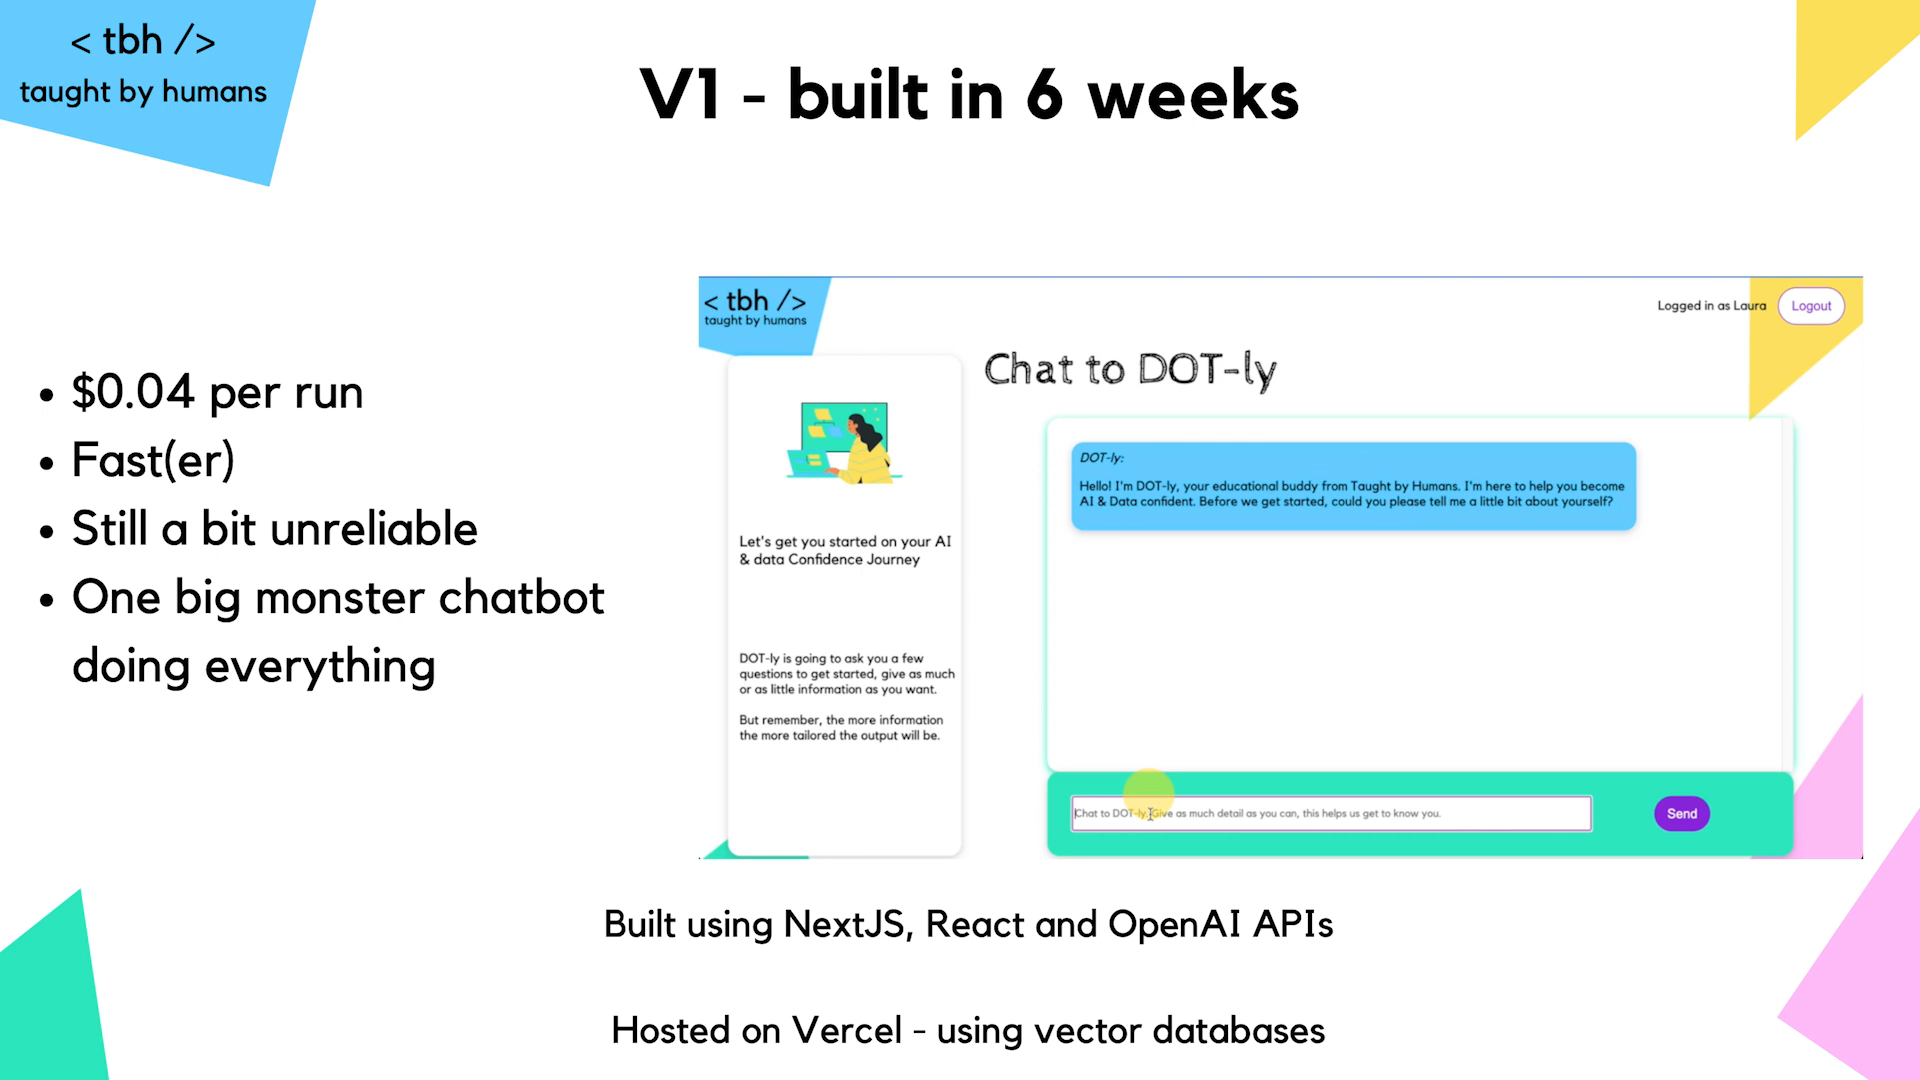 < tbh />
taught by humans
V1 - built in 6 weeks
• $0.04 per run
• Fast(er)
• Still a bit unreliable
• One big monster chatbot
doing everything
< tbh />
taught by humans
Logged in as Laura
Logout
Chat to DOT-ly
Let's get you started on your AI
& data Confidence Journey
DOT-ly is going to ask you a few
questions to get started, give as much
or as little information as you want.
But remember, the more information
the more tailored the output will be.
DOT-ly:
Hello! I'm DOT-ly, your educational buddy from Taught by Humans. I'm here to help you become
AI & Data confident. Before we get started, could you please tell me a little bit about yourself?
Chat to DOT-ly. Give as much detail as you can, this helps us get to know you.
Send
Built using NextJS, React and OpenAI APIs
Hosted on Vercel - using vector databases